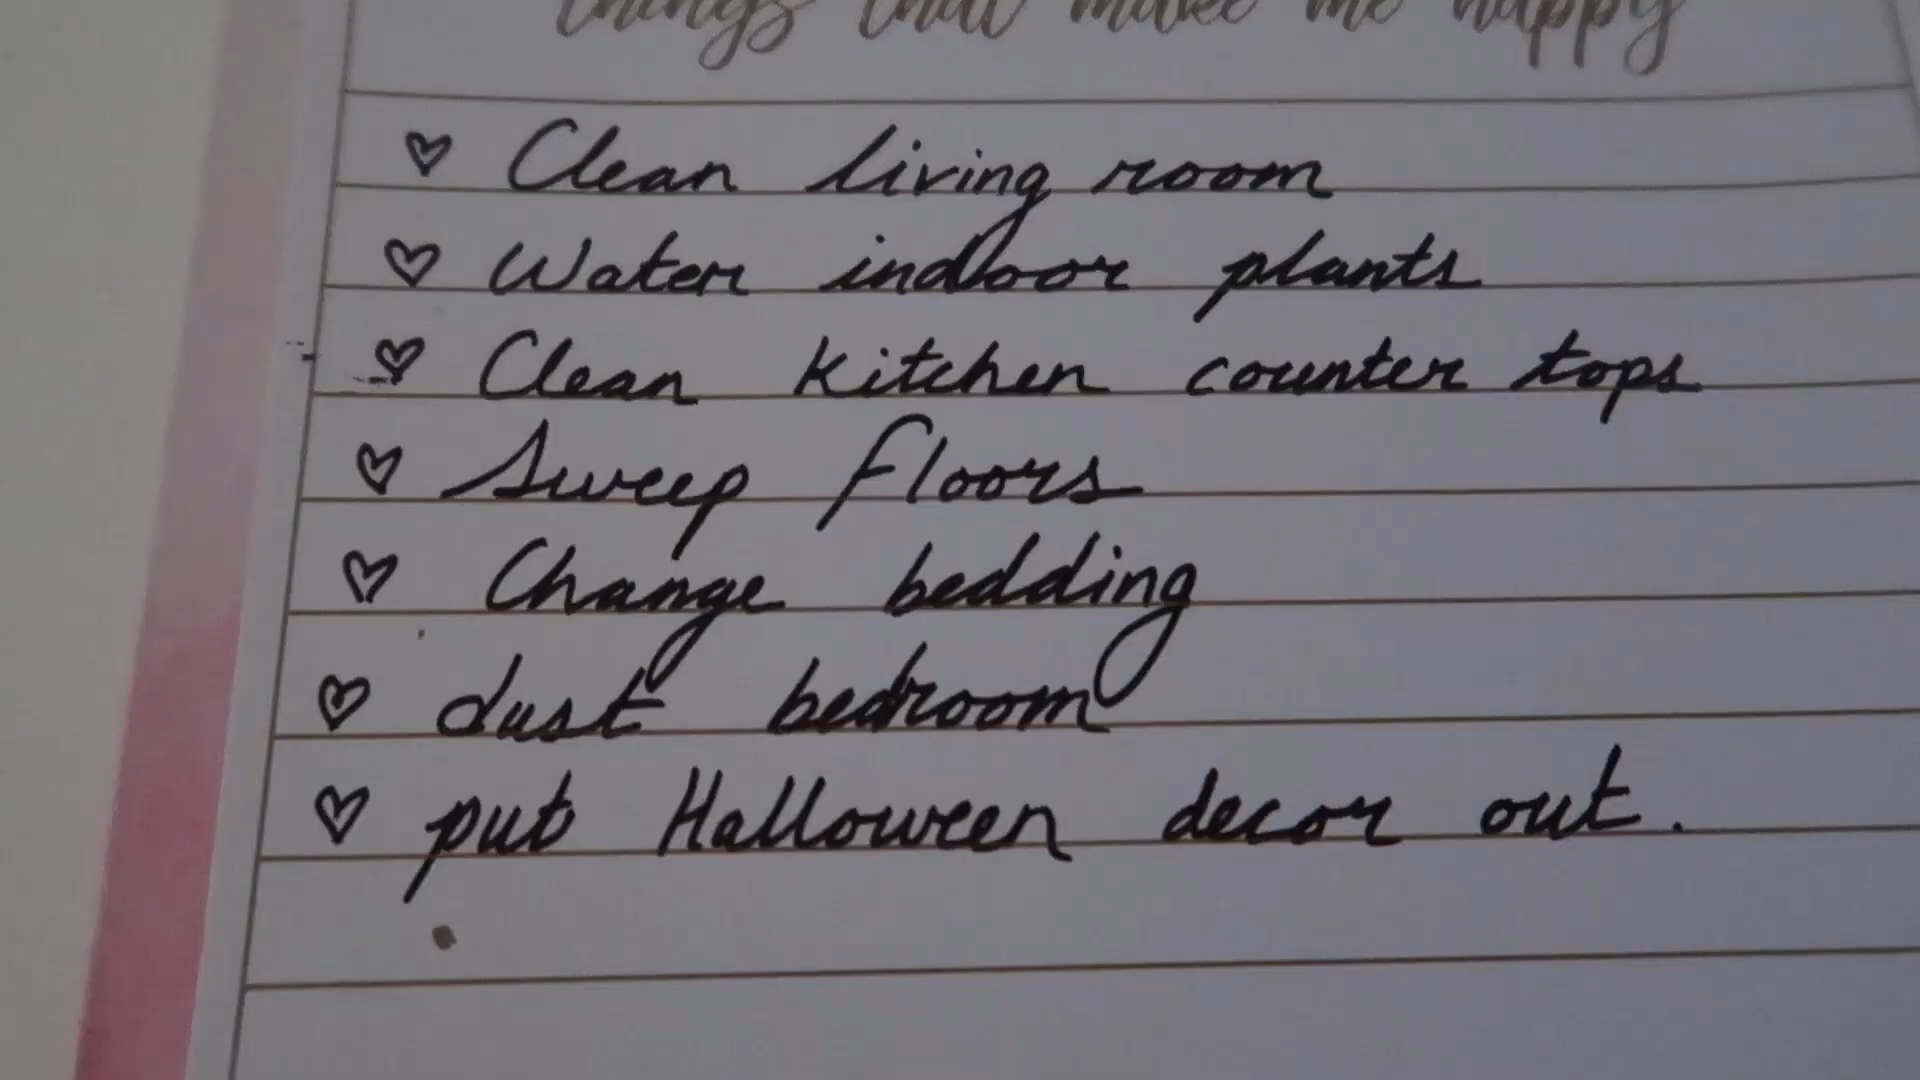 things that make me happy
♡ Clean living room
♡ Water indoor plants
♡ Clean kitchen counter tops
♡ Sweep floors
♡ Change bedding
♡ dust bedroom
♡ put Halloween decor out.